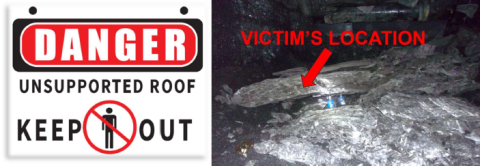 DANGER
UNSUPPORTED ROOF
KEEP OUT
VICTIM'S LOCATION